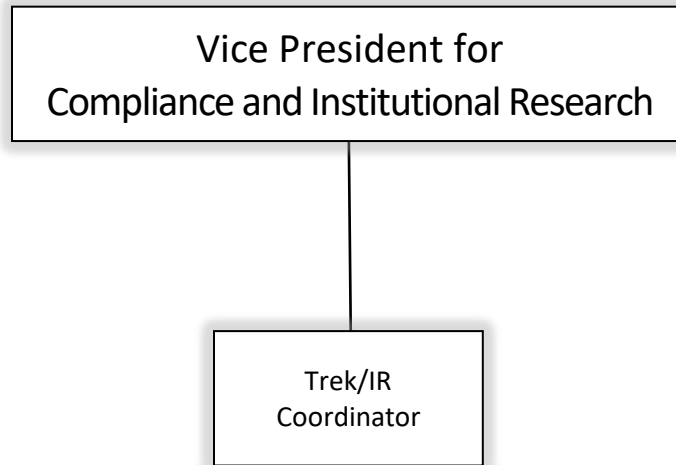 Vice President for
Compliance and Institutional Research
Trek/IR
Coordinator